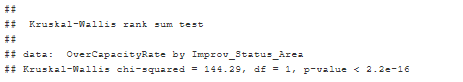 ##
##  Kruskal-Wallis rank sum test
##
## data:  OverCapacityRate by Improv_Status_Area
## Kruskal-Wallis chi-squared = 144.29, df = 1, p-value < 2.2e-16